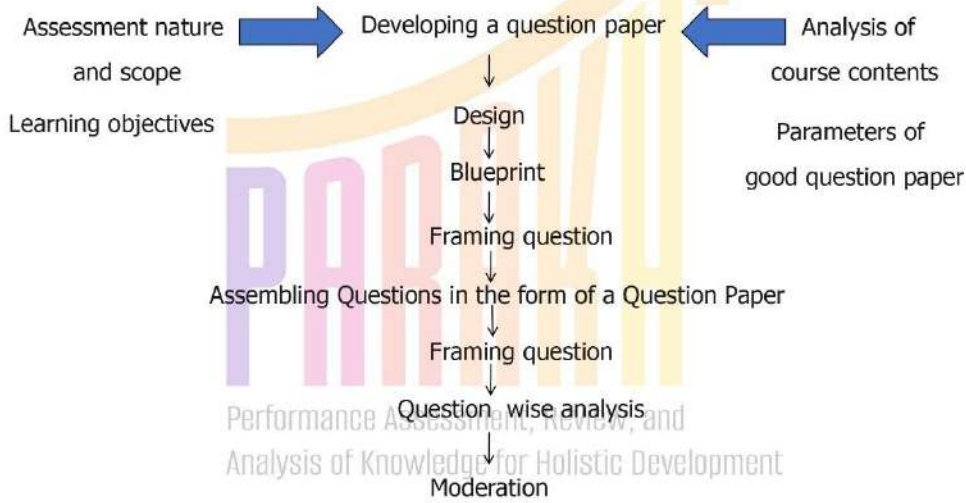 Assessment nature
and scope
Learning objectives
Developing a question paper
Analysis of
course contents
Parameters of
good question paper
Design
Blueprint
Framing question
Assembling Questions in the form of a Question Paper
Framing question
Question wise analysis
Moderation
PARAKH
Performance Assessment, Review, and
Analysis of Knowledge for Holistic Development